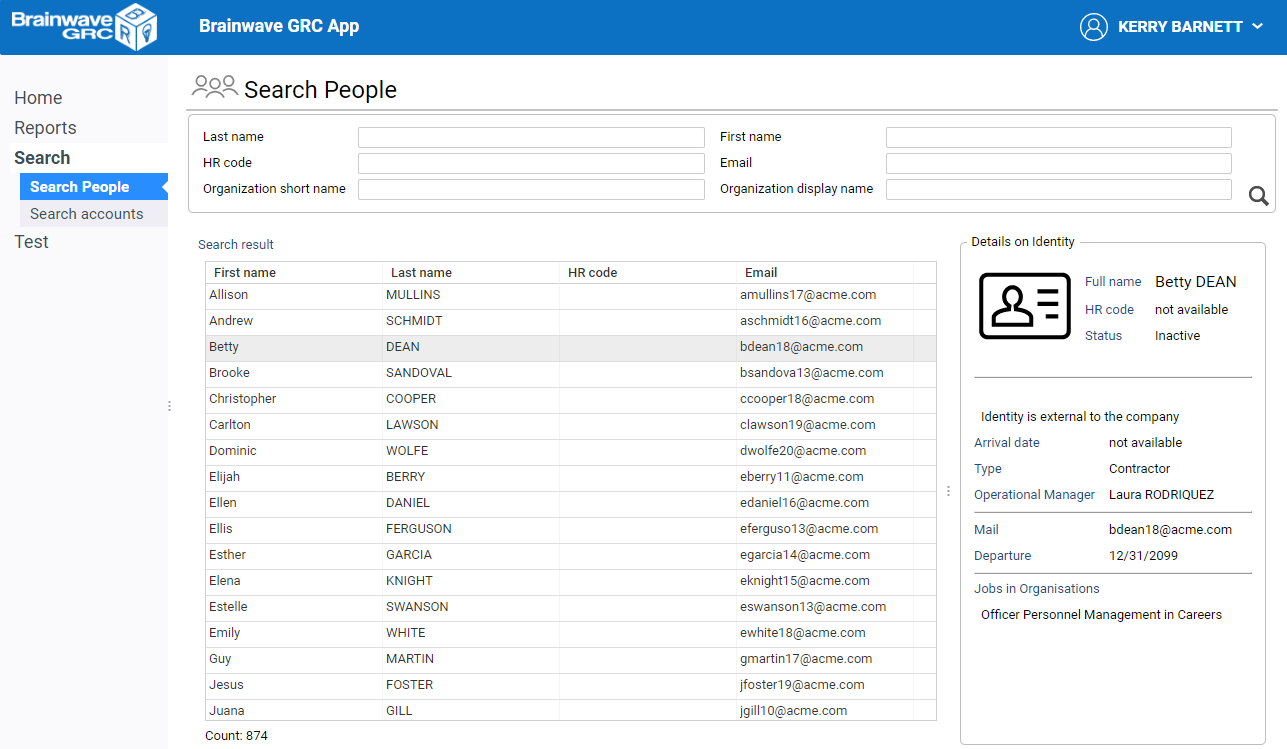 Brainwave GRC
Brainwave GRC App
KERRY BARNETT
Home
Reports
Search
Search People
Search accounts
Test
Search People
Last name
First name
HR code
Email
Organization short name
Organization display name
Search result
First name Last name HR code Email
Allison MULLINS amullins17@acme.com
Andrew SCHMIDT aschmidt16@acme.com
Betty DEAN bdean18@acme.com
Brooke SANDOVAL bsandova13@acme.com
Christopher COOPER ccooper18@acme.com
Carlton LAWSON clawson19@acme.com
Dominic WOLFE dwolfe20@acme.com
Elijah BERRY eberry11@acme.com
Ellen DANIEL edaniel16@acme.com
Ellis FERGUSON eferguso13@acme.com
Esther GARCIA egarcia14@acme.com
Elena KNIGHT eknight15@acme.com
Estelle SWANSON eswanson13@acme.com
Emily WHITE ewhite18@acme.com
Guy MARTIN gmartin17@acme.com
Jesus FOSTER jfoster19@acme.com
Juana GILL jgill10@acme.com
Count: 874
Details on Identity
Full name Betty DEAN
HR code not available
Status Inactive
Identity is external to the company
Arrival date not available
Type Contractor
Operational Manager Laura RODRIQUEZ
Mail bdean18@acme.com
Departure 12/31/2099
Jobs in Organisations
Officer Personnel Management in Careers